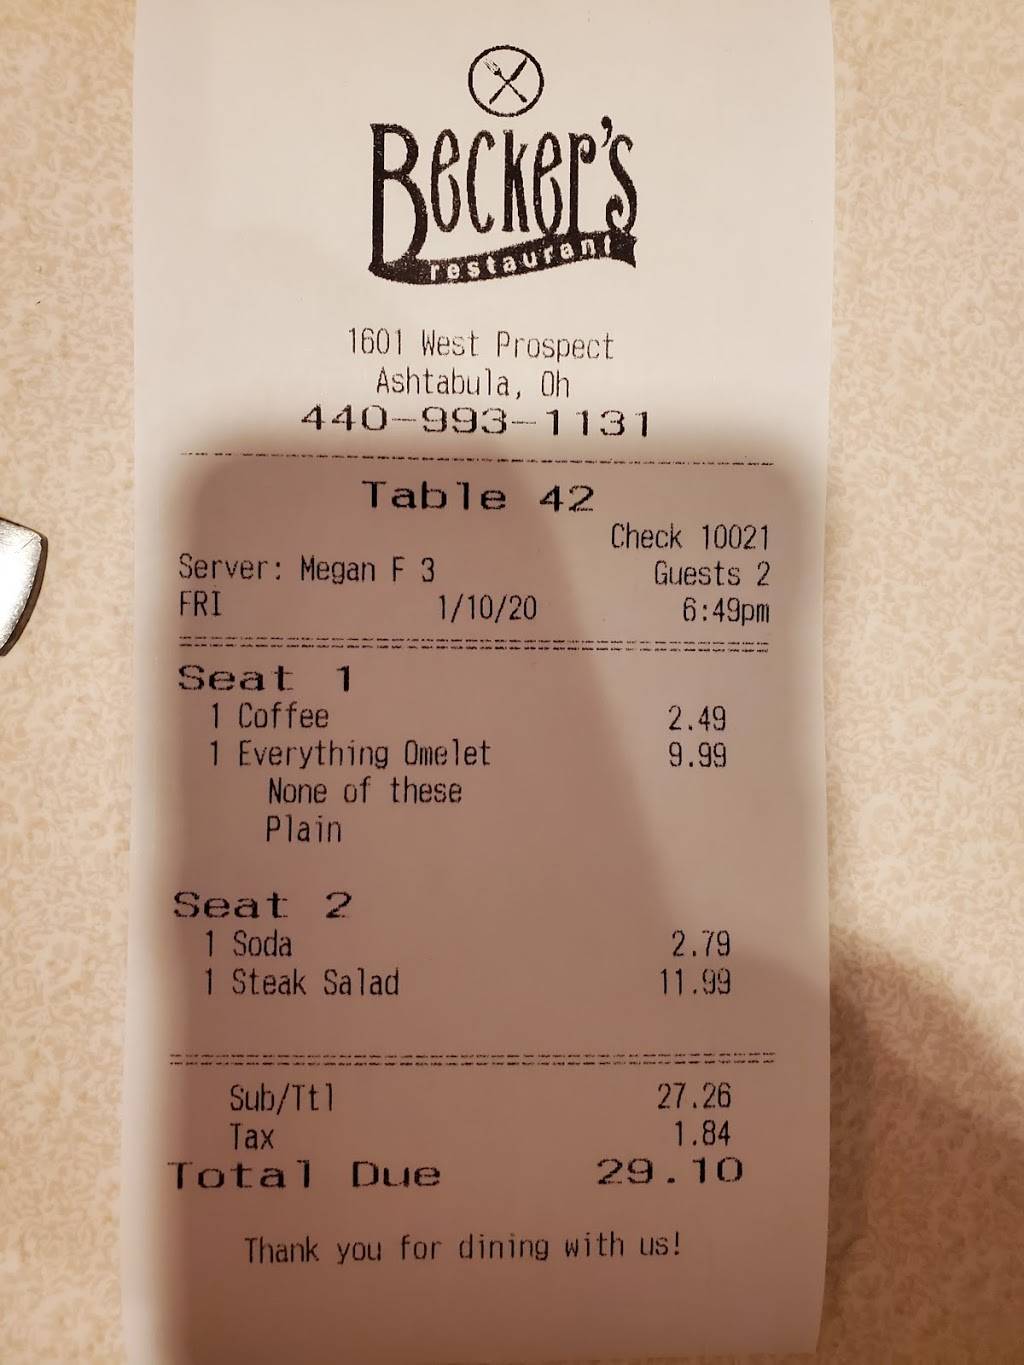 Becker's
restaurant
1601 West Prospect
Ashtabula, Oh
440-993-1131
Table 42
Check 10021
Server: Megan F 3 Guests 2
FRI 1/10/20 6:49pm
Seat 1
1 Coffee 2.49
1 Everything Omelet 9.99
None of these
Plain
Seat 2
1 Soda 2.79
1 Steak Salad 11.99
Sub/Ttl 27.26
Tax 1.84
Total Due 29.10
Thank you for dining with us!